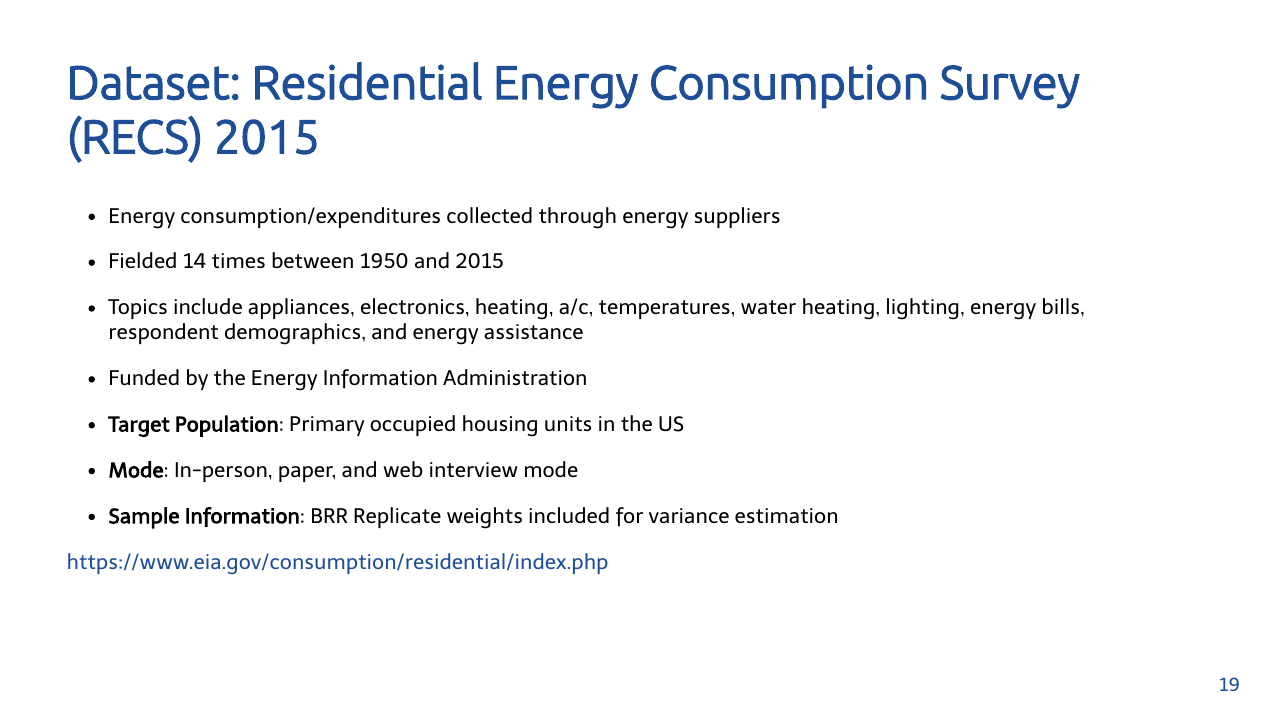 Dataset: Residential Energy Consumption Survey
(RECS) 2015
• Energy consumption/expenditures collected through energy suppliers
• Fielded 14 times between 1950 and 2015
• Topics include appliances, electronics, heating, a/c, temperatures, water heating, lighting, energy bills,
respondent demographics, and energy assistance
• Funded by the Energy Information Administration
• Target Population: Primary occupied housing units in the US
• Mode: In-person, paper, and web interview mode
• Sample Information: BRR Replicate weights included for variance estimation
https://www.eia.gov/consumption/residential/index.php
19